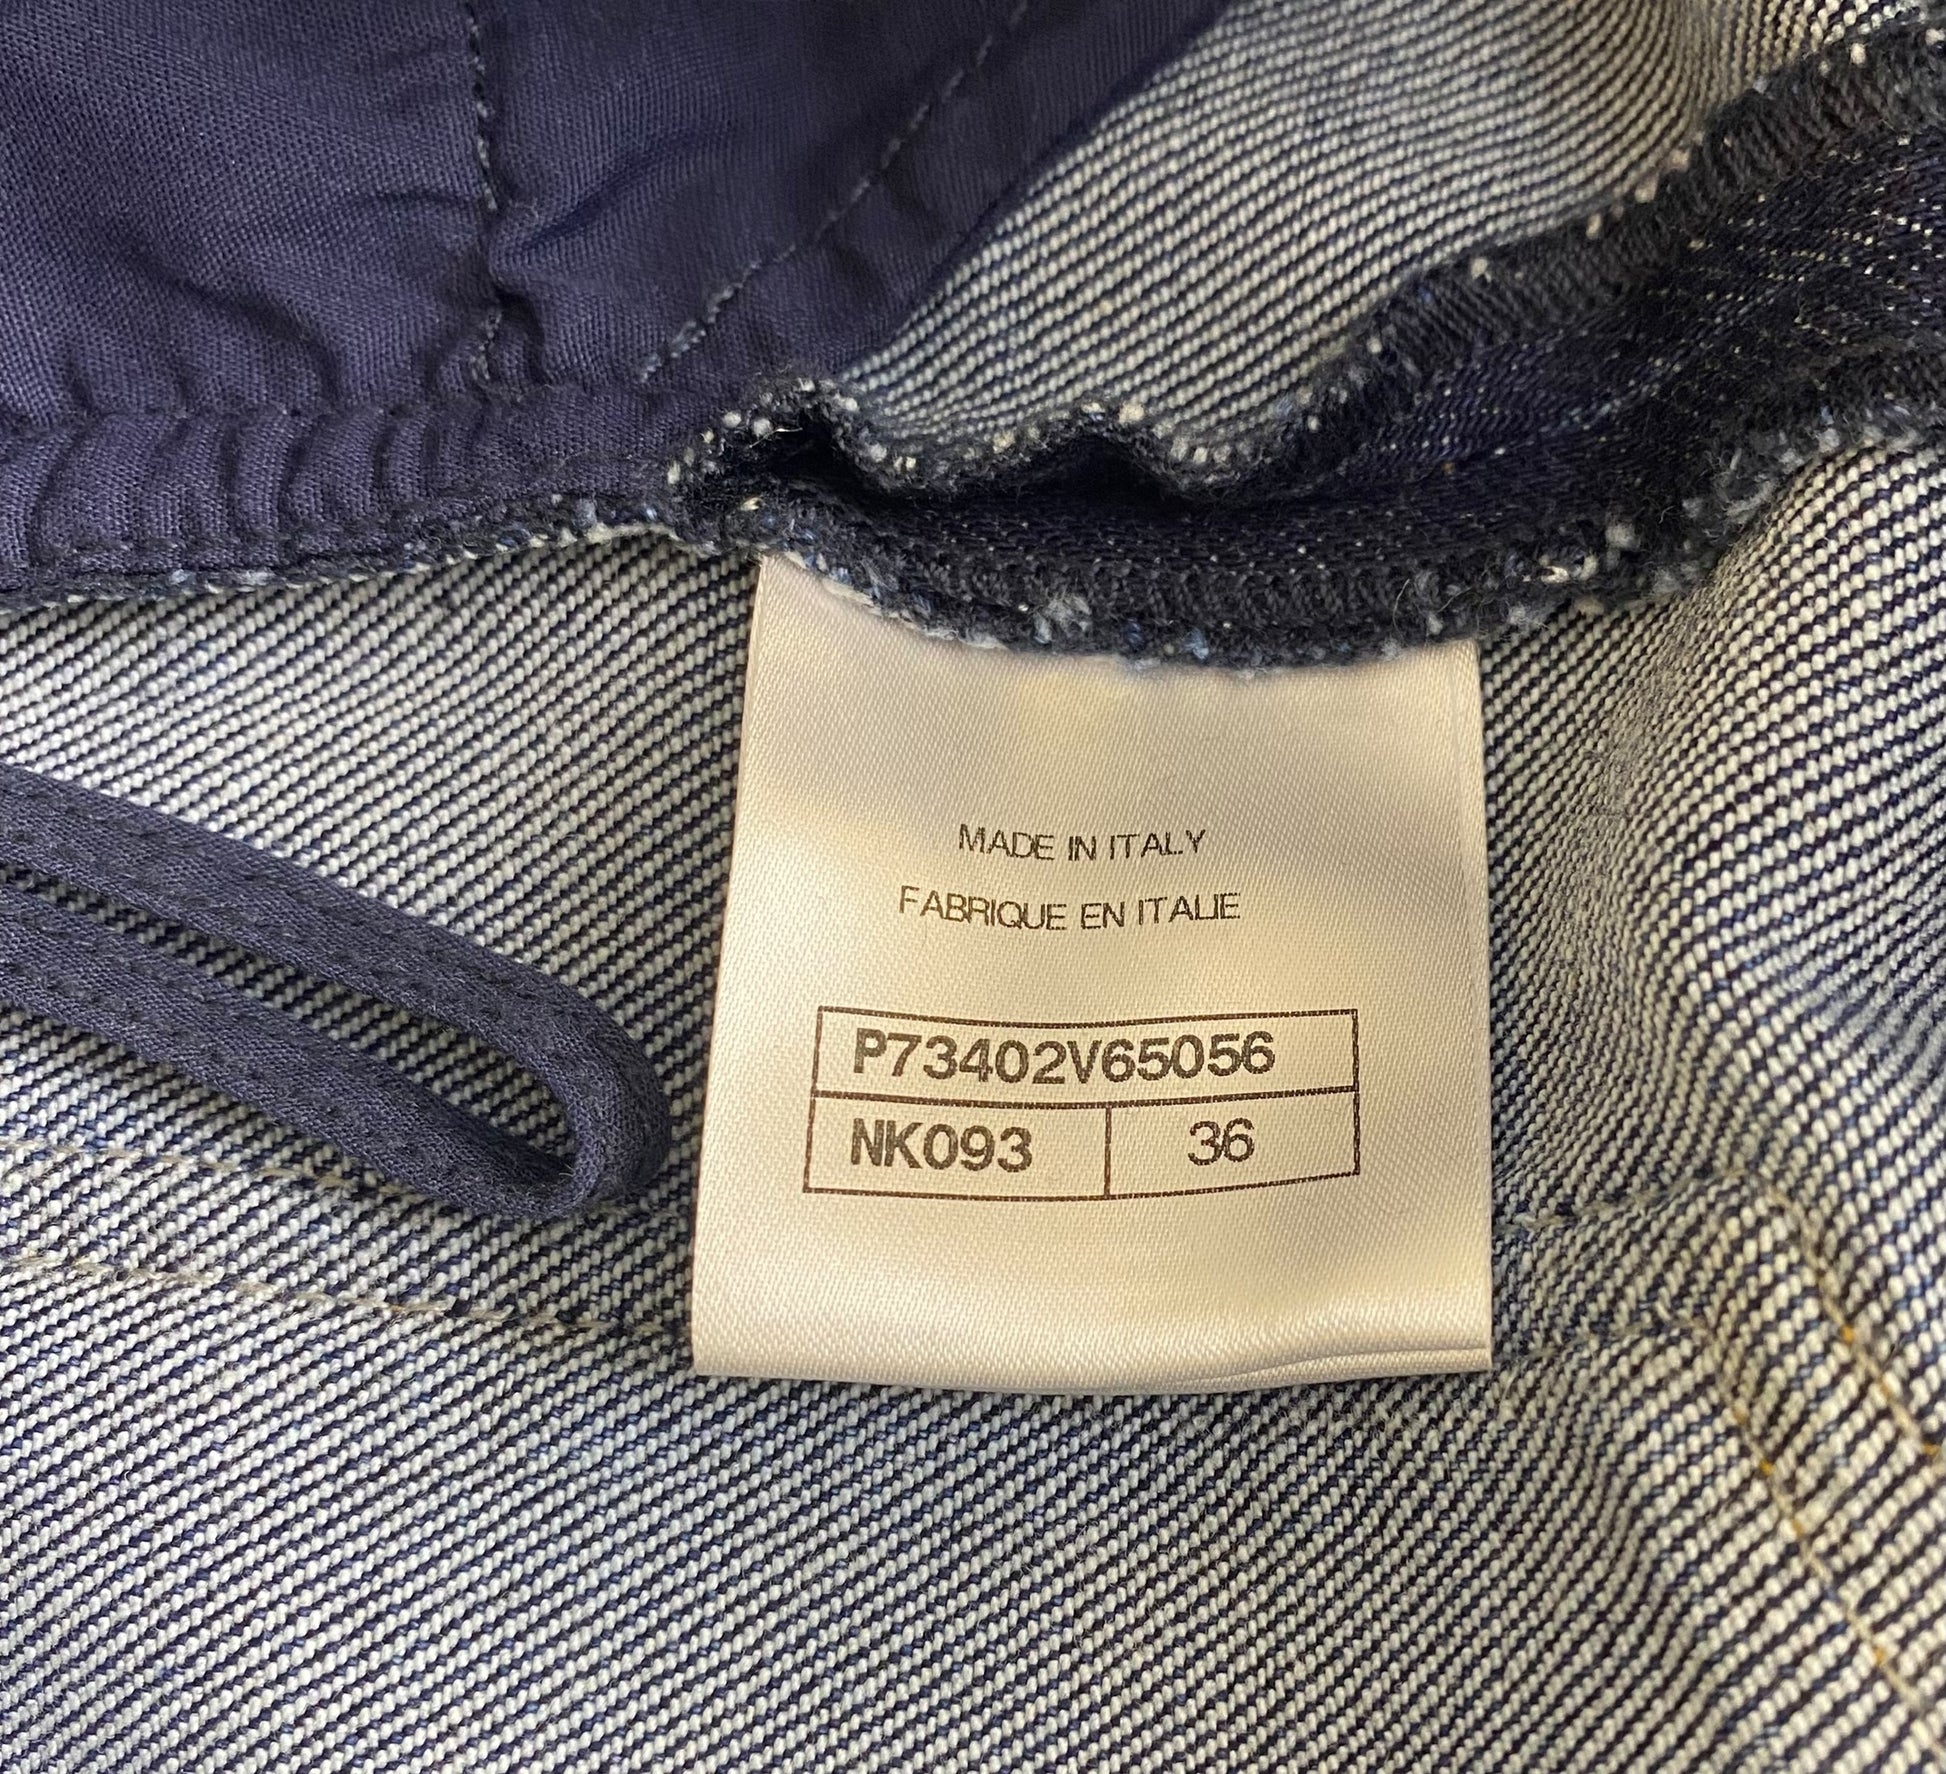 MADE IN ITALY
FABRIQUE EN ITALIE
P73402V65056
NK093 36